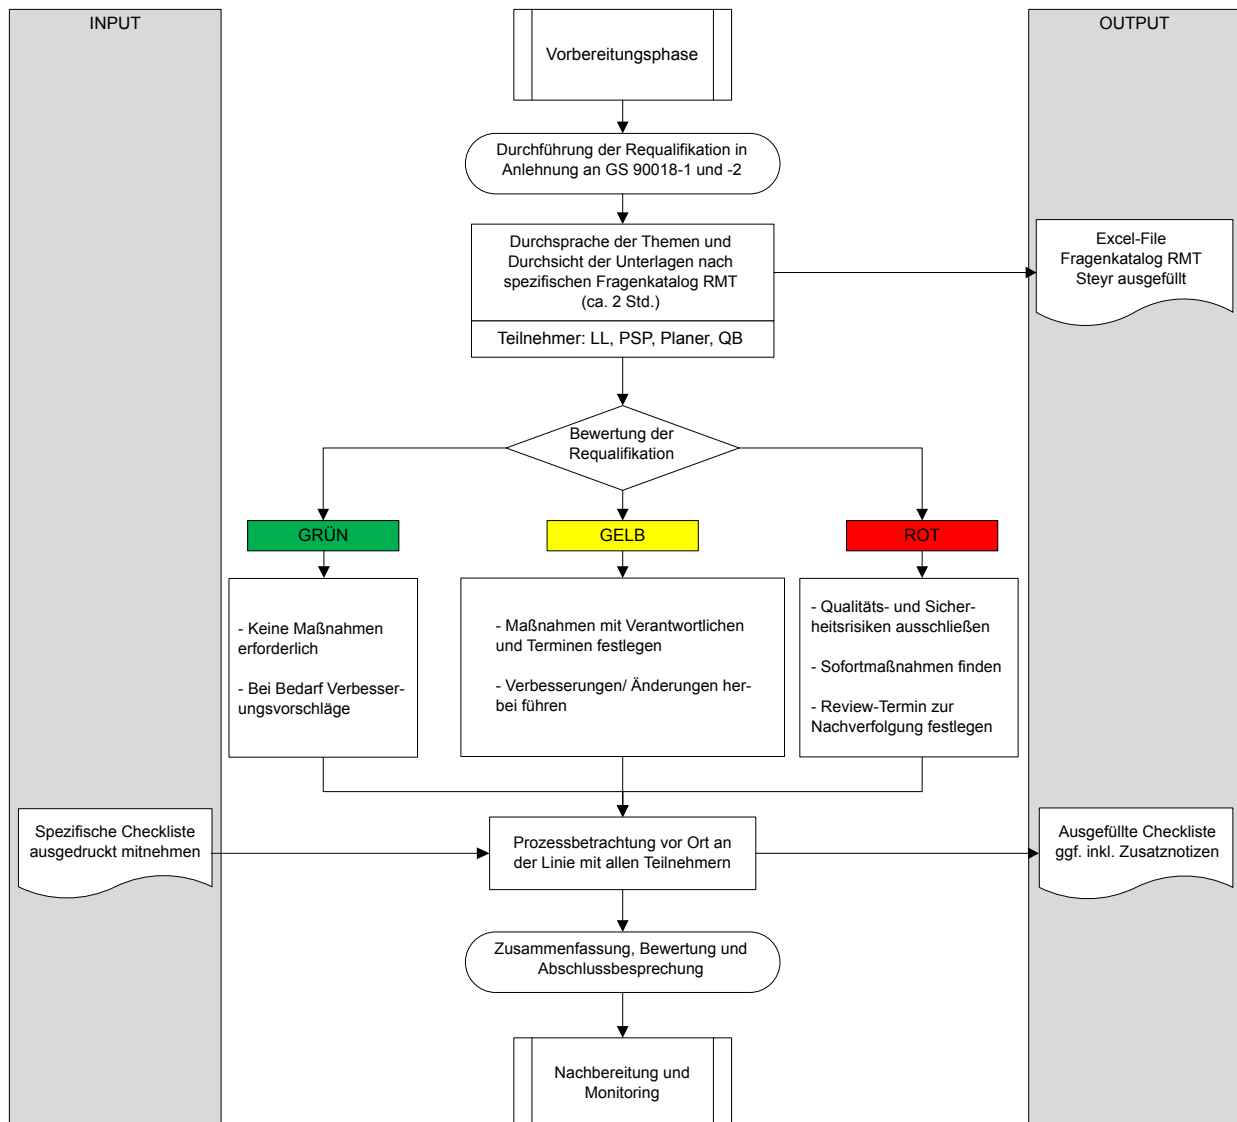 INPUT
OUTPUT
Vorbereitungsphase
Durchführung der Requalifikation in
Anlehnung an GS 90018-1 und -2
Durchsprache der Themen und
Durchsicht der Unterlagen nach
spezifischen Fragenkatalog RMT
(ca. 2 Std.)
Teilnehmer: LL, PSP, Planer, QB
Excel-File
Fragenkatalog RMT
Steyr ausgefüllt
Bewertung der
Requalifikation
GRÜN
GELB
ROT
- Keine Maßnahmen
erforderlich
- Bei Bedarf Verbesser-
ungsvorschläge
- Maßnahmen mit Verantwortlichen
und Terminen festlegen
- Verbesserungen/ Änderungen her-
bei führen
- Qualitäts- und Sicher-
heitsrisiken ausschließen
- Sofortmaßnahmen finden
- Review-Termin zur
Nachverfolgung festlegen
Spezifische Checkliste
ausgedruckt mitnehmen
Prozessbetrachtung vor Ort an
der Linie mit allen Teilnehmern
Ausgefüllte Checkliste
ggf. inkl. Zusatznotizen
Zusammenfassung, Bewertung und
Abschlussbesprechung
Nachbereitung und
Monitoring